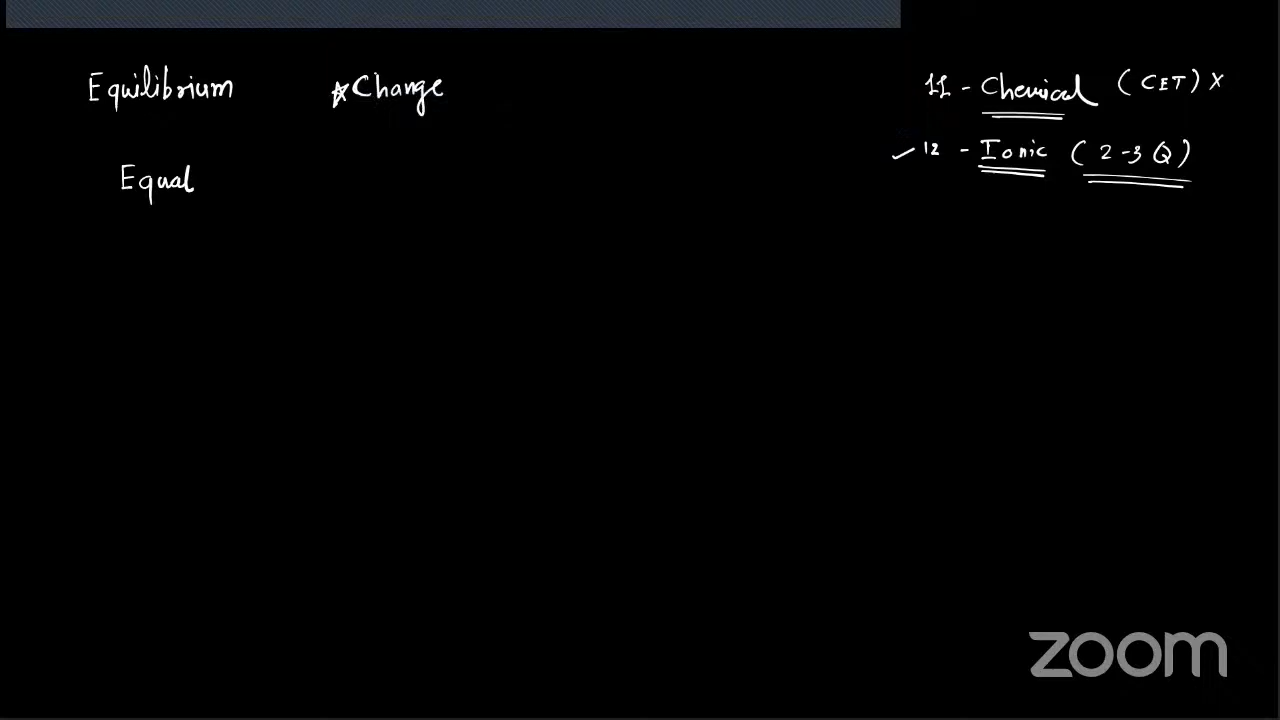 Equilibrium ☆Change
11 - Chemical (CET) X
✓ 12 - Ionic (2-3 Q)
Equal
zoom